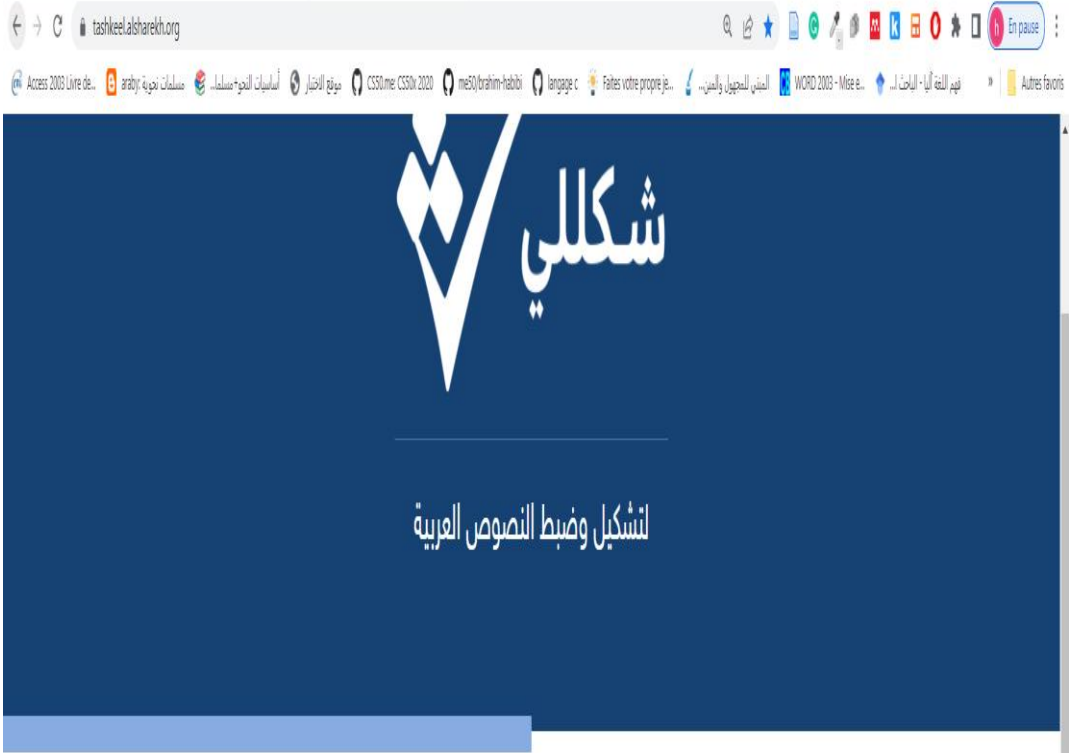 tashkeel.alsharekh.org
En pause
Access 2003 Livre de... مسلمات نحوية :araby أساسيات النحو+مسلما... موقع الاختبار CS50.me: CS50x 2020 me50/brahim-habibi langage c Faites votre propre je... المبني للمجهول والمبن... WORD 2003 - Mise e... فهم اللغة آليا - الباحث ا... » Autres favoris
شكللي
لتشكيل وضبط النصوص العربية